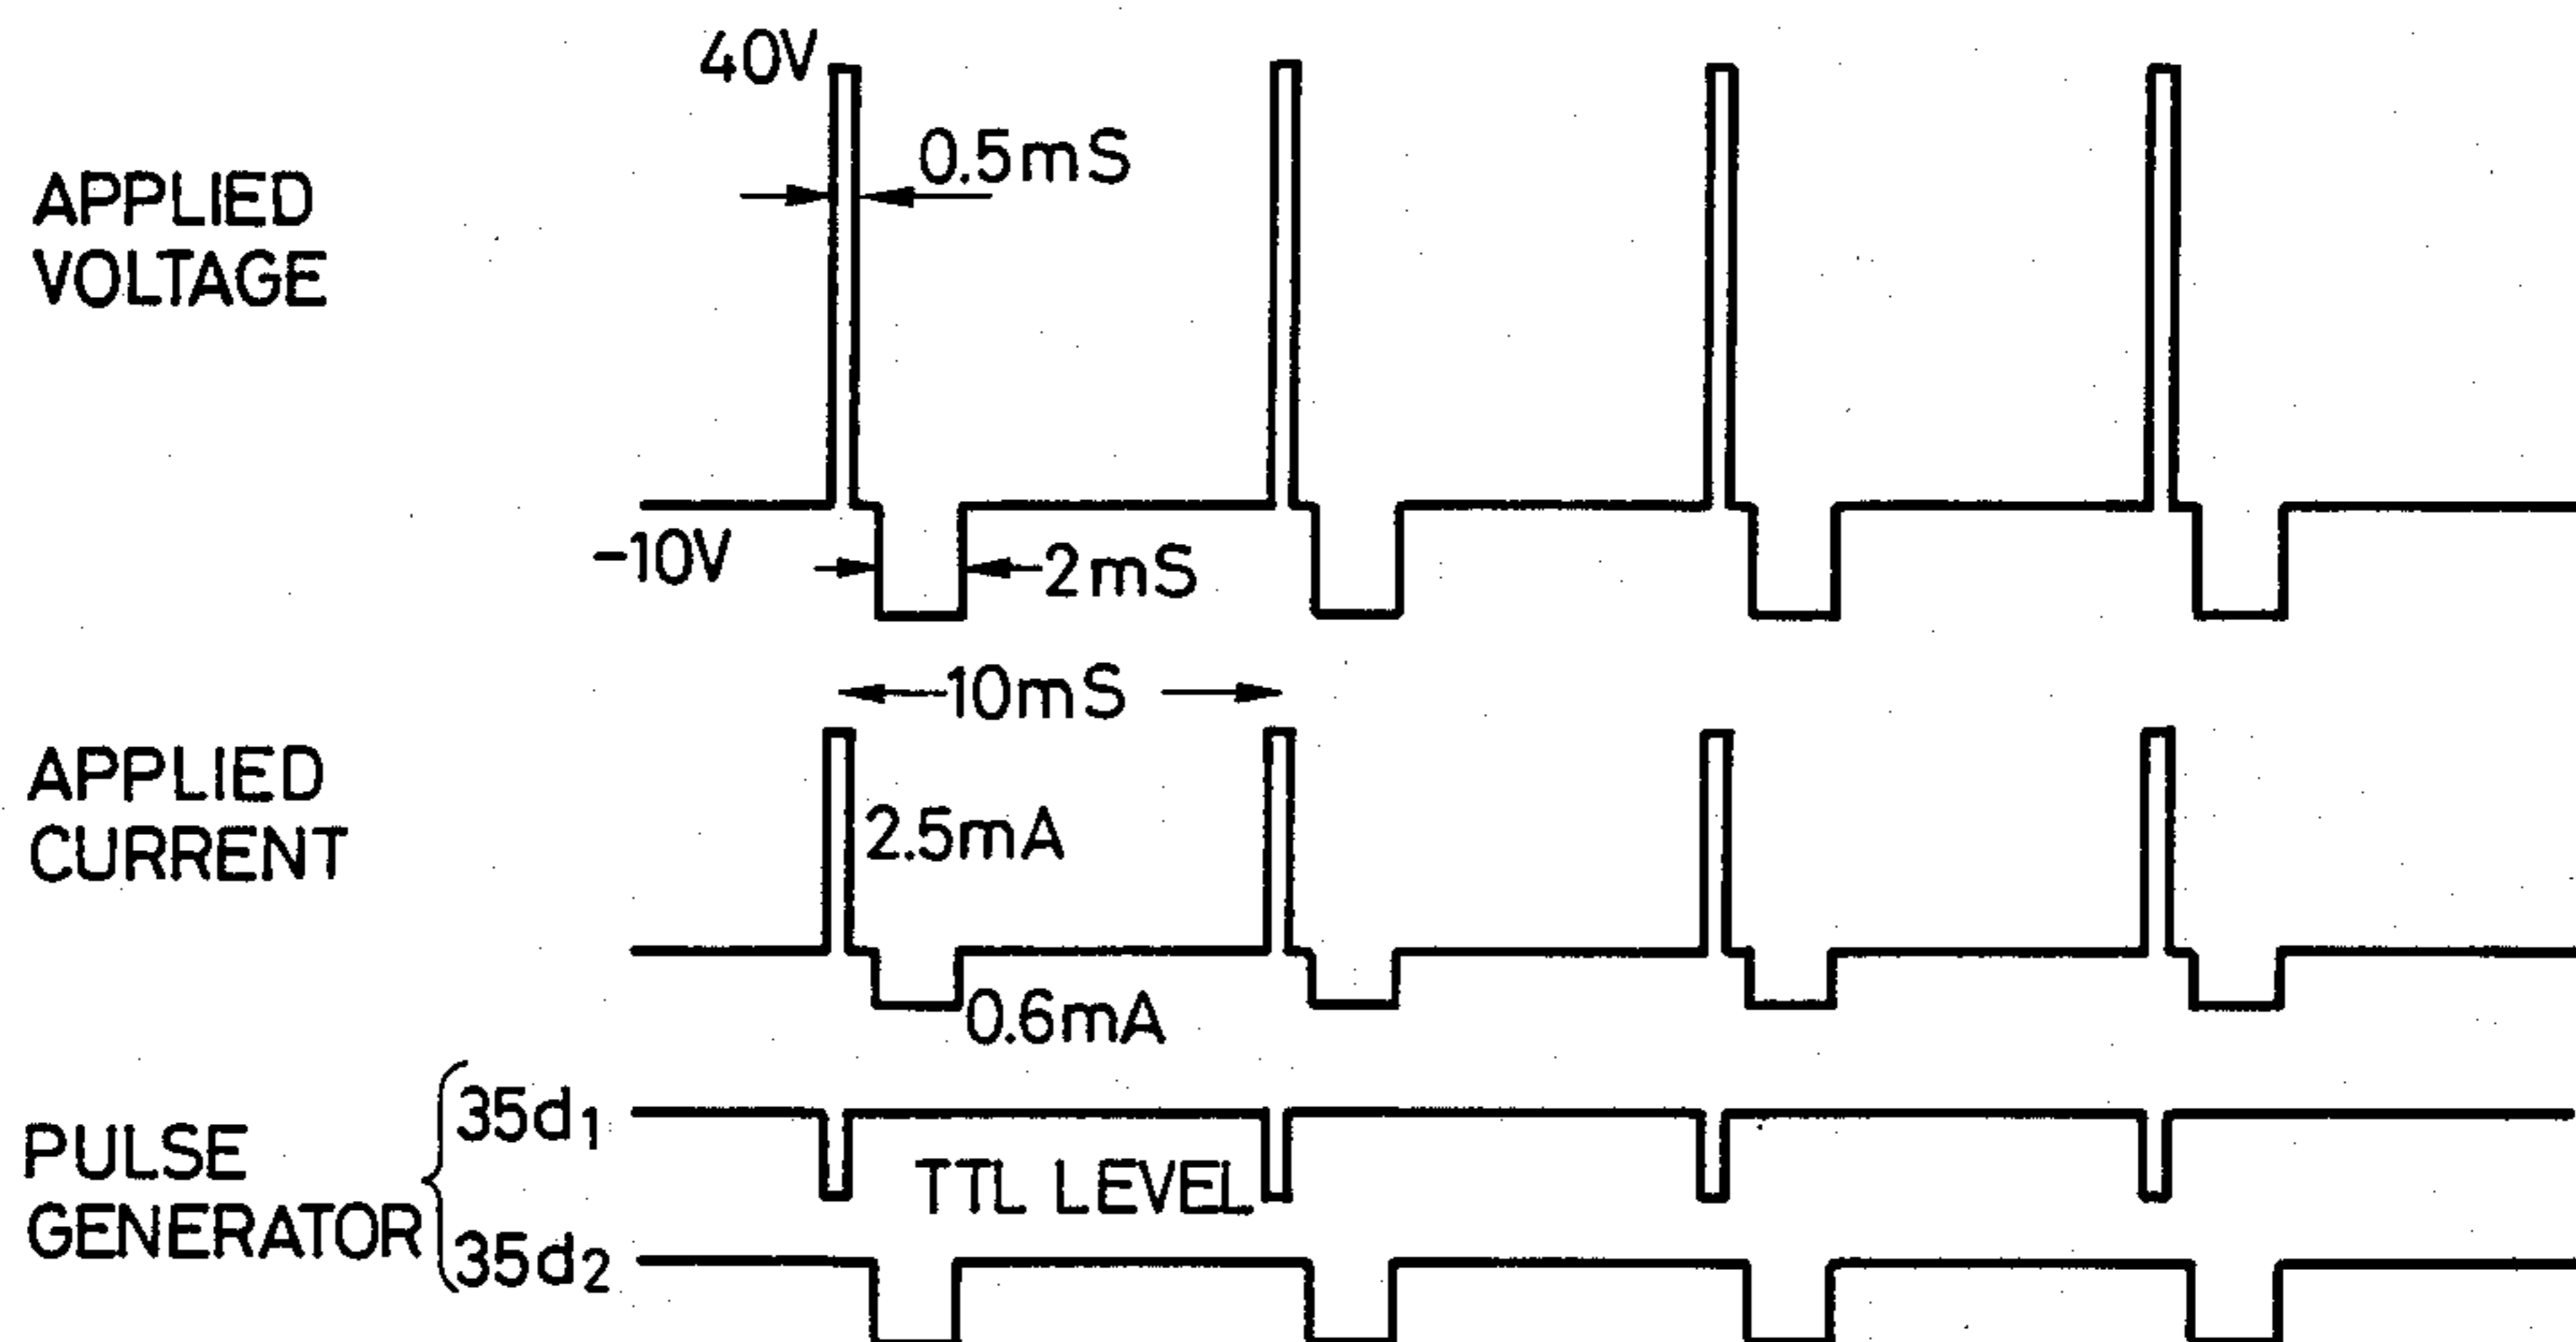 40V
0.5mS
APPLIED
VOLTAGE
-10V
2mS
10mS
APPLIED
CURRENT
2.5mA
0.6mA
PULSE
GENERATOR
35d1
TTL LEVEL
35d2